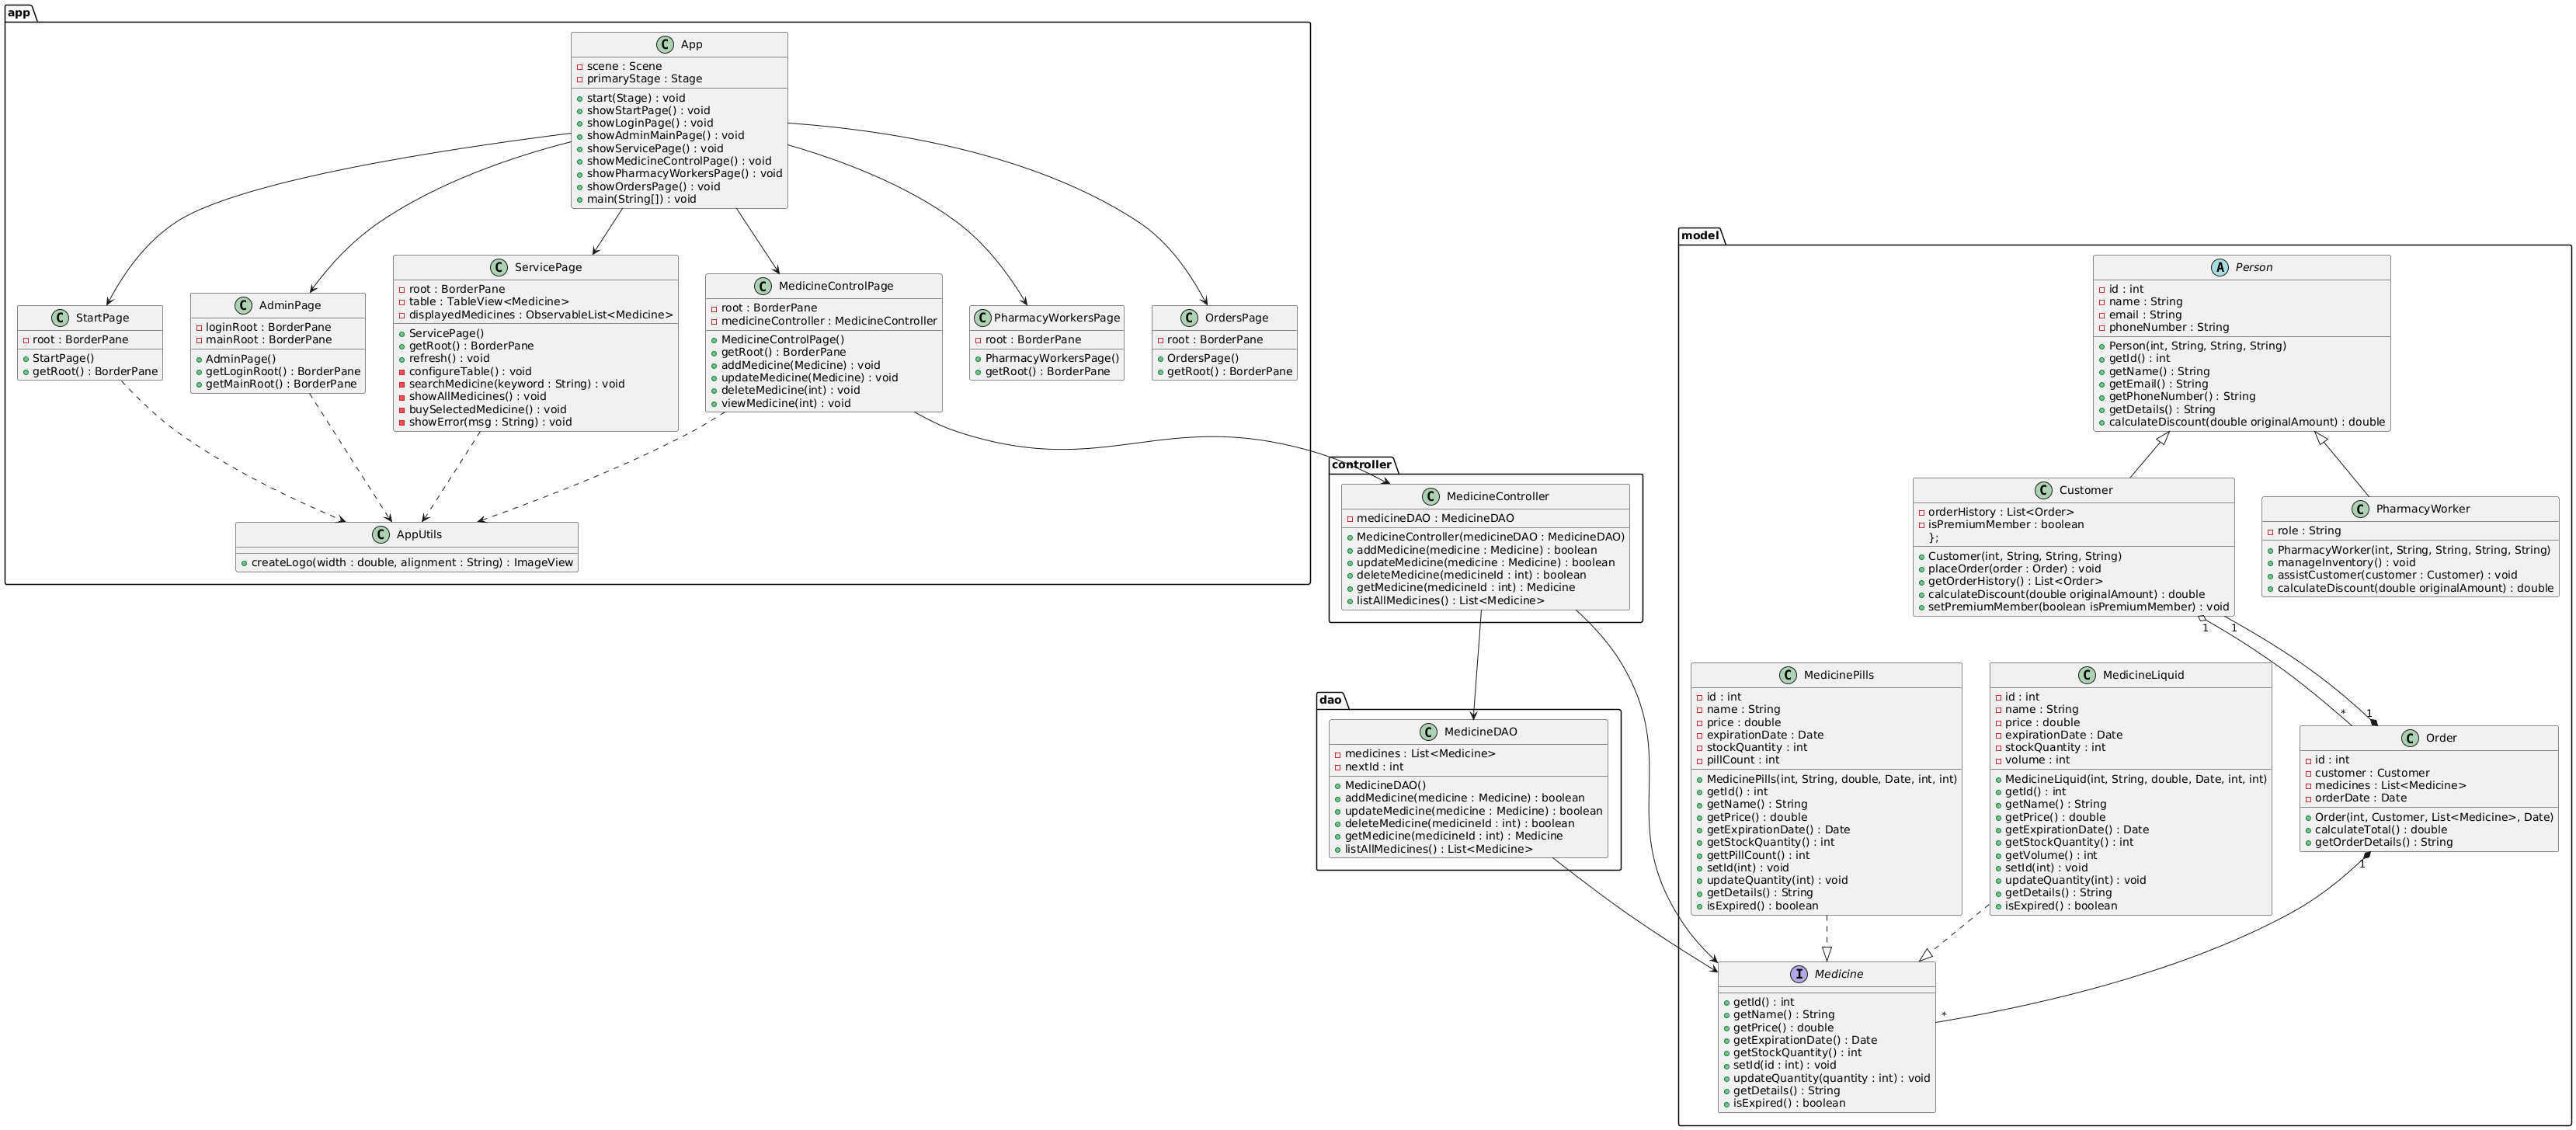 app
App
scene : Scene
primaryStage : Stage
start(Stage) : void
showStartPage() : void
showLoginPage() : void
showAdminMainPage() : void
showServicePage() : void
showMedicineControlPage() : void
showPharmacyWorkersPage() : void
showOrdersPage() : void
main(String[]) : void
StartPage
root : BorderPane
StartPage()
getRoot() : BorderPane
AdminPage
loginRoot : BorderPane
mainRoot : BorderPane
AdminPage()
getLoginRoot() : BorderPane
getMainRoot() : BorderPane
ServicePage
root : BorderPane
table : TableView<Medicine>
displayedMedicines : ObservableList<Medicine>
ServicePage()
getRoot() : BorderPane
refresh() : void
configureTable() : void
searchMedicine(keyword : String) : void
showAllMedicines() : void
buySelectedMedicine() : void
showError(msg : String) : void
MedicineControlPage
root : BorderPane
medicineController : MedicineController
MedicineControlPage()
getRoot() : BorderPane
addMedicine(Medicine) : void
updateMedicine(Medicine) : void
deleteMedicine(int) : void
viewMedicine(int) : void
PharmacyWorkersPage
root : BorderPane
PharmacyWorkersPage()
getRoot() : BorderPane
OrdersPage
root : BorderPane
OrdersPage()
getRoot() : BorderPane
AppUtils
createLogo(width : double, alignment : String) : ImageView
controller
MedicineController
medicineDAO : MedicineDAO
MedicineController(medicineDAO : MedicineDAO)
addMedicine(medicine : Medicine) : boolean
updateMedicine(medicine : Medicine) : boolean
deleteMedicine(medicineId : int) : boolean
getMedicine(medicineId : int) : Medicine
listAllMedicines() : List<Medicine>
dao
MedicineDAO
medicines : List<Medicine>
nextId : int
MedicineDAO()
addMedicine(medicine : Medicine) : boolean
updateMedicine(medicine : Medicine) : boolean
deleteMedicine(medicineId : int) : boolean
getMedicine(medicineId : int) : Medicine
listAllMedicines() : List<Medicine>
model
Person
id : int
name : String
email : String
phoneNumber : String
Person(int, String, String, String)
getId() : int
getName() : String
getEmail() : String
getPhoneNumber() : String
getDetails() : String
calculateDiscount(double originalAmount) : double
Customer
orderHistory : List<Order>
isPremiumMember : boolean
};
Customer(int, String, String, String)
placeOrder(order : Order) : void
getOrderHistory() : List<Order>
calculateDiscount(double originalAmount) : double
setPremiumMember(boolean isPremiumMember) : void
PharmacyWorker
role : String
PharmacyWorker(int, String, String, String, String)
manageInventory() : void
assistCustomer(customer : Customer) : void
calculateDiscount(double originalAmount) : double
1
1
*
1
MedicinePills
id : int
name : String
price : double
expirationDate : Date
stockQuantity : int
pillCount : int
MedicinePills(int, String, double, Date, int, int)
getId() : int
getName() : String
getPrice() : double
getExpirationDate() : Date
getStockQuantity() : int
gettPillCount() : int
setId(int) : void
updateQuantity(int) : void
getDetails() : String
isExpired() : boolean
MedicineLiquid
id : int
name : String
price : double
expirationDate : Date
stockQuantity : int
volume : int
MedicineLiquid(int, String, double, Date, int, int)
getId() : int
getName() : String
getPrice() : double
getExpirationDate() : Date
getStockQuantity() : int
getVolume() : int
setId(int) : void
updateQuantity(int) : void
getDetails() : String
isExpired() : boolean
Order
id : int
customer : Customer
medicines : List<Medicine>
orderDate : Date
Order(int, Customer, List<Medicine>, Date)
calculateTotal() : double
getOrderDetails() : String
1
*
Medicine
getId() : int
getName() : String
getPrice() : double
getExpirationDate() : Date
getStockQuantity() : int
setId(id : int) : void
updateQuantity(quantity : int) : void
getDetails() : String
isExpired() : boolean